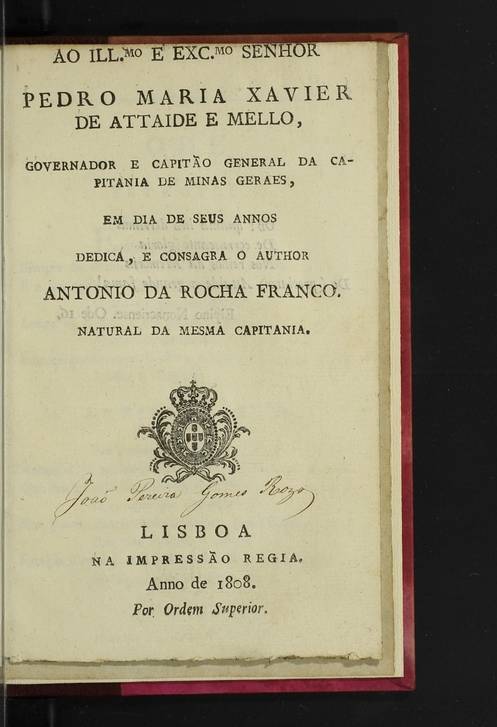 AO ILL.MO E EXC.MO SENHOR
PEDRO MARIA XAVIER
DE ATTAIDE E MELLO,
GOVERNADOR E CAPITÃO GENERAL DA CA-
PITANIA DE MINAS GERAES,
EM DIA DE SEUS ANNOS
DEDICA, E CONSAGRA O AUTHOR
ANTONIO DA ROCHA FRANCO.
NATURAL DA MESMA CAPITANIA.
João Pereira Gomes Rozo
LISBOA
NA IMPRESSÃO REGIA.
Anno de 1808.
Por Ordem Superior.